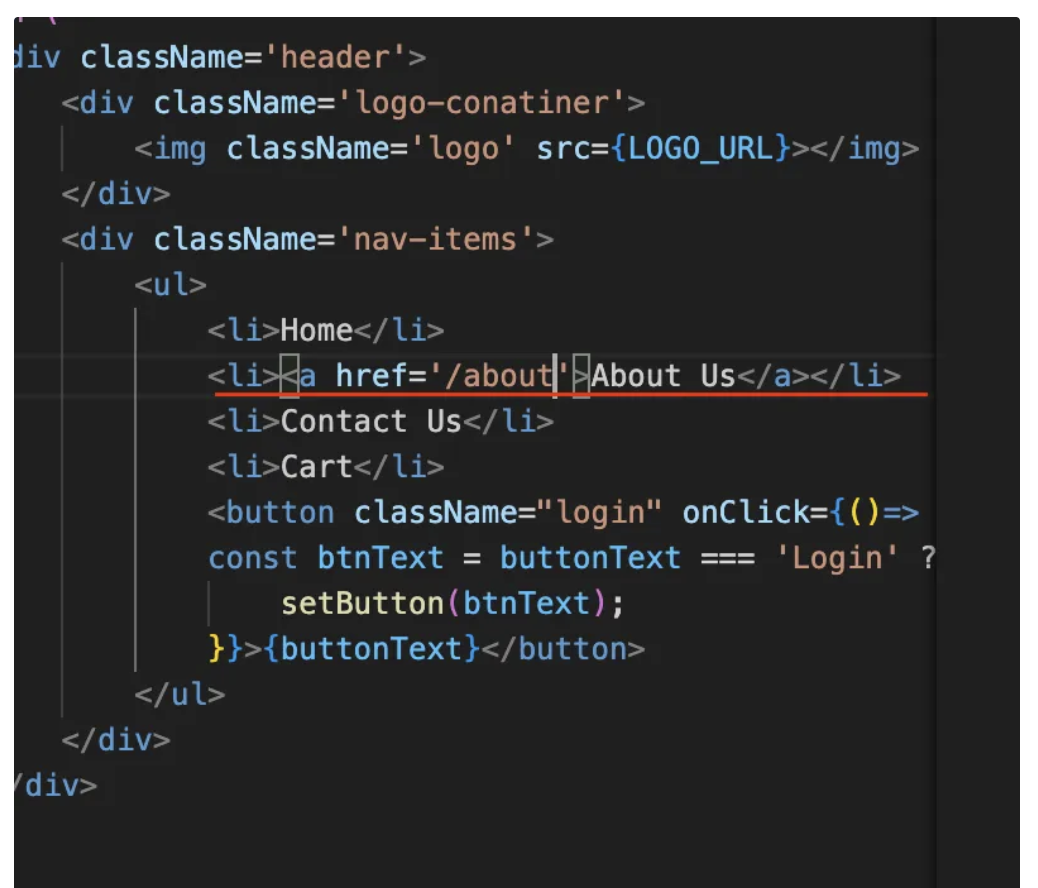 div className='header'>
<div className='logo-conatiner'>
<img className='logo' src={LOGO_URL}></img>
</div>
<div className='nav-items'>
<ul>
<li>Home</li>
<li><a href='/about'>About Us</a></li>
<li>Contact Us</li>
<li>Cart</li>
<button className="login" onClick={()=>
const btnText = buttonText === 'Login' ?
setButton(btnText);
}}>{buttonText}</button>
</ul>
</div>
/div>